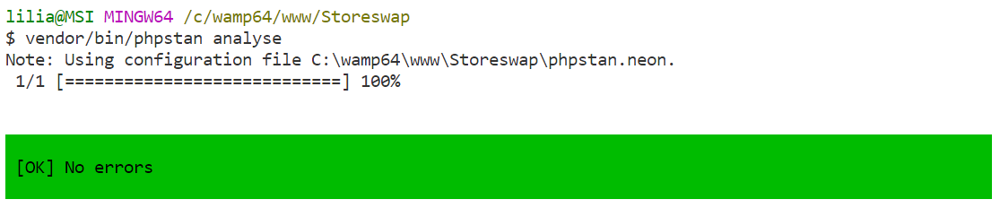 lilia@MSI MINGW64 /c/wamp64/www/Storeswap
$ vendor/bin/phpstan analyse
Note: Using configuration file C:\wamp64\www\Storeswap\phpstan.neon.
 1/1 [============================] 100%
[OK] No errors